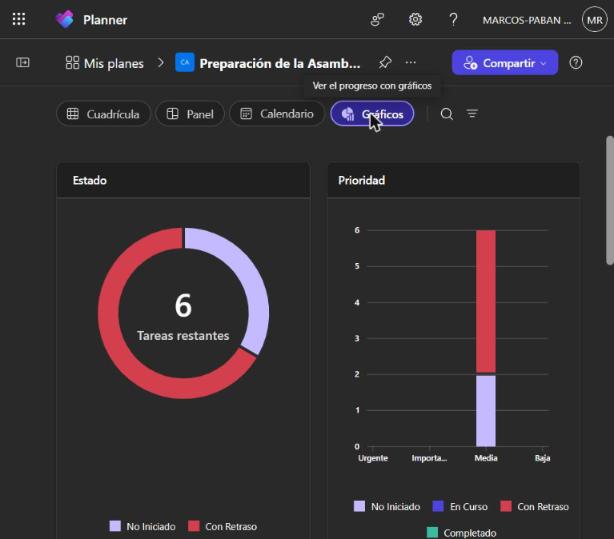 Planner
MARCOS-PABAN ...
MR
Mis planes
CA
Preparación de la Asamb...
...
Compartir
Ver el progreso con gráficos
Cuadrícula
Panel
Calendario
Gráficos
Estado
6
Tareas restantes
No Iniciado
Con Retraso
Prioridad
6
5
4
3
2
1
0
Urgente
Importa...
Media
Baja
No Iniciado
En Curso
Con Retraso
Completado